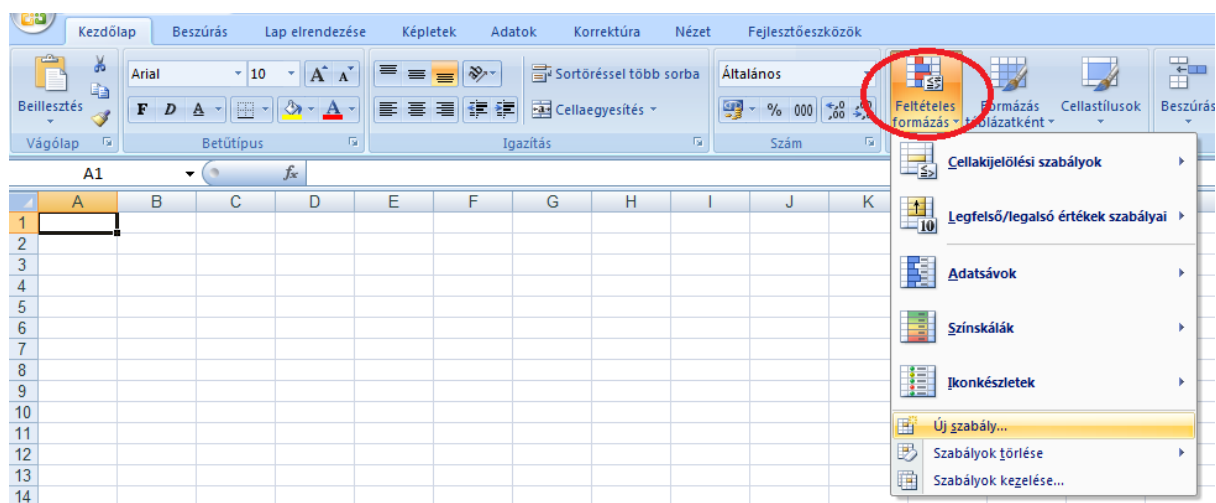 Kezdőlap Beszúrás Lap elrendezése Képletek Adatok Korrektúra Nézet Fejlesztőeszközök
Beillesztés
Vágólap
Arial 10 A A
F D A A
Betűtípus
Sortöréssel több sorba
Cellaegyesítés
Igazítás
Általános
% 000 ,00 ,0
Szám
Feltételes
formázás
Formázás
táblázatként
Cellastílusok
Beszúrás
A1 fx
A B C D E F G H I J K
1
2
3
4
5
6
7
8
9
10
11
12
13
14
Cellakijelölési szabályok
10 Legfelső/legalsó értékek szabályai
Adatsávok
Színskálák
Ikonkészletek
Új szabály...
Szabályok törlése
Szabályok kezelése...